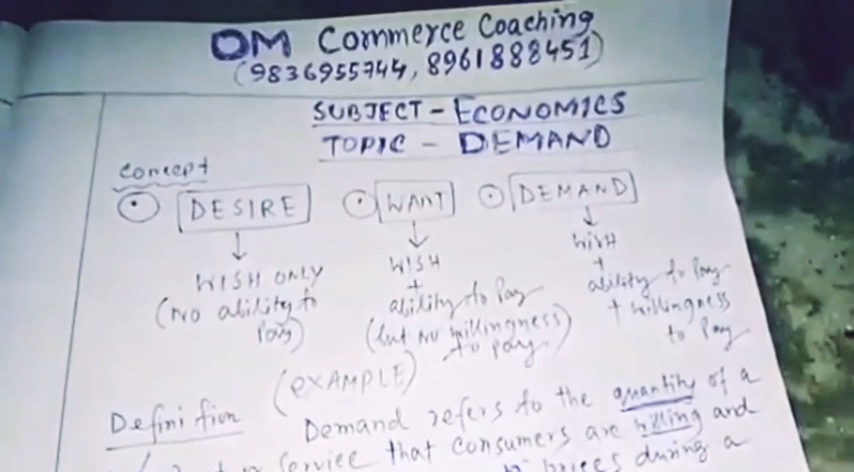 OM Commerce Coaching
(9836955744, 8961888451)
SUBJECT - ECONOMICS
TOPIC - DEMAND
Concept
DESIRE WANT DEMAND
WISH ONLY
(No ability to
Pay)
WISH
+
ability to Pay
(but no willingness)
to pay
WISH
+
ability to Pay
+ willingness
to Pay
(EXAMPLE)
Definition Demand refers to the quantity of a
service that consumers are willing and
prices during a